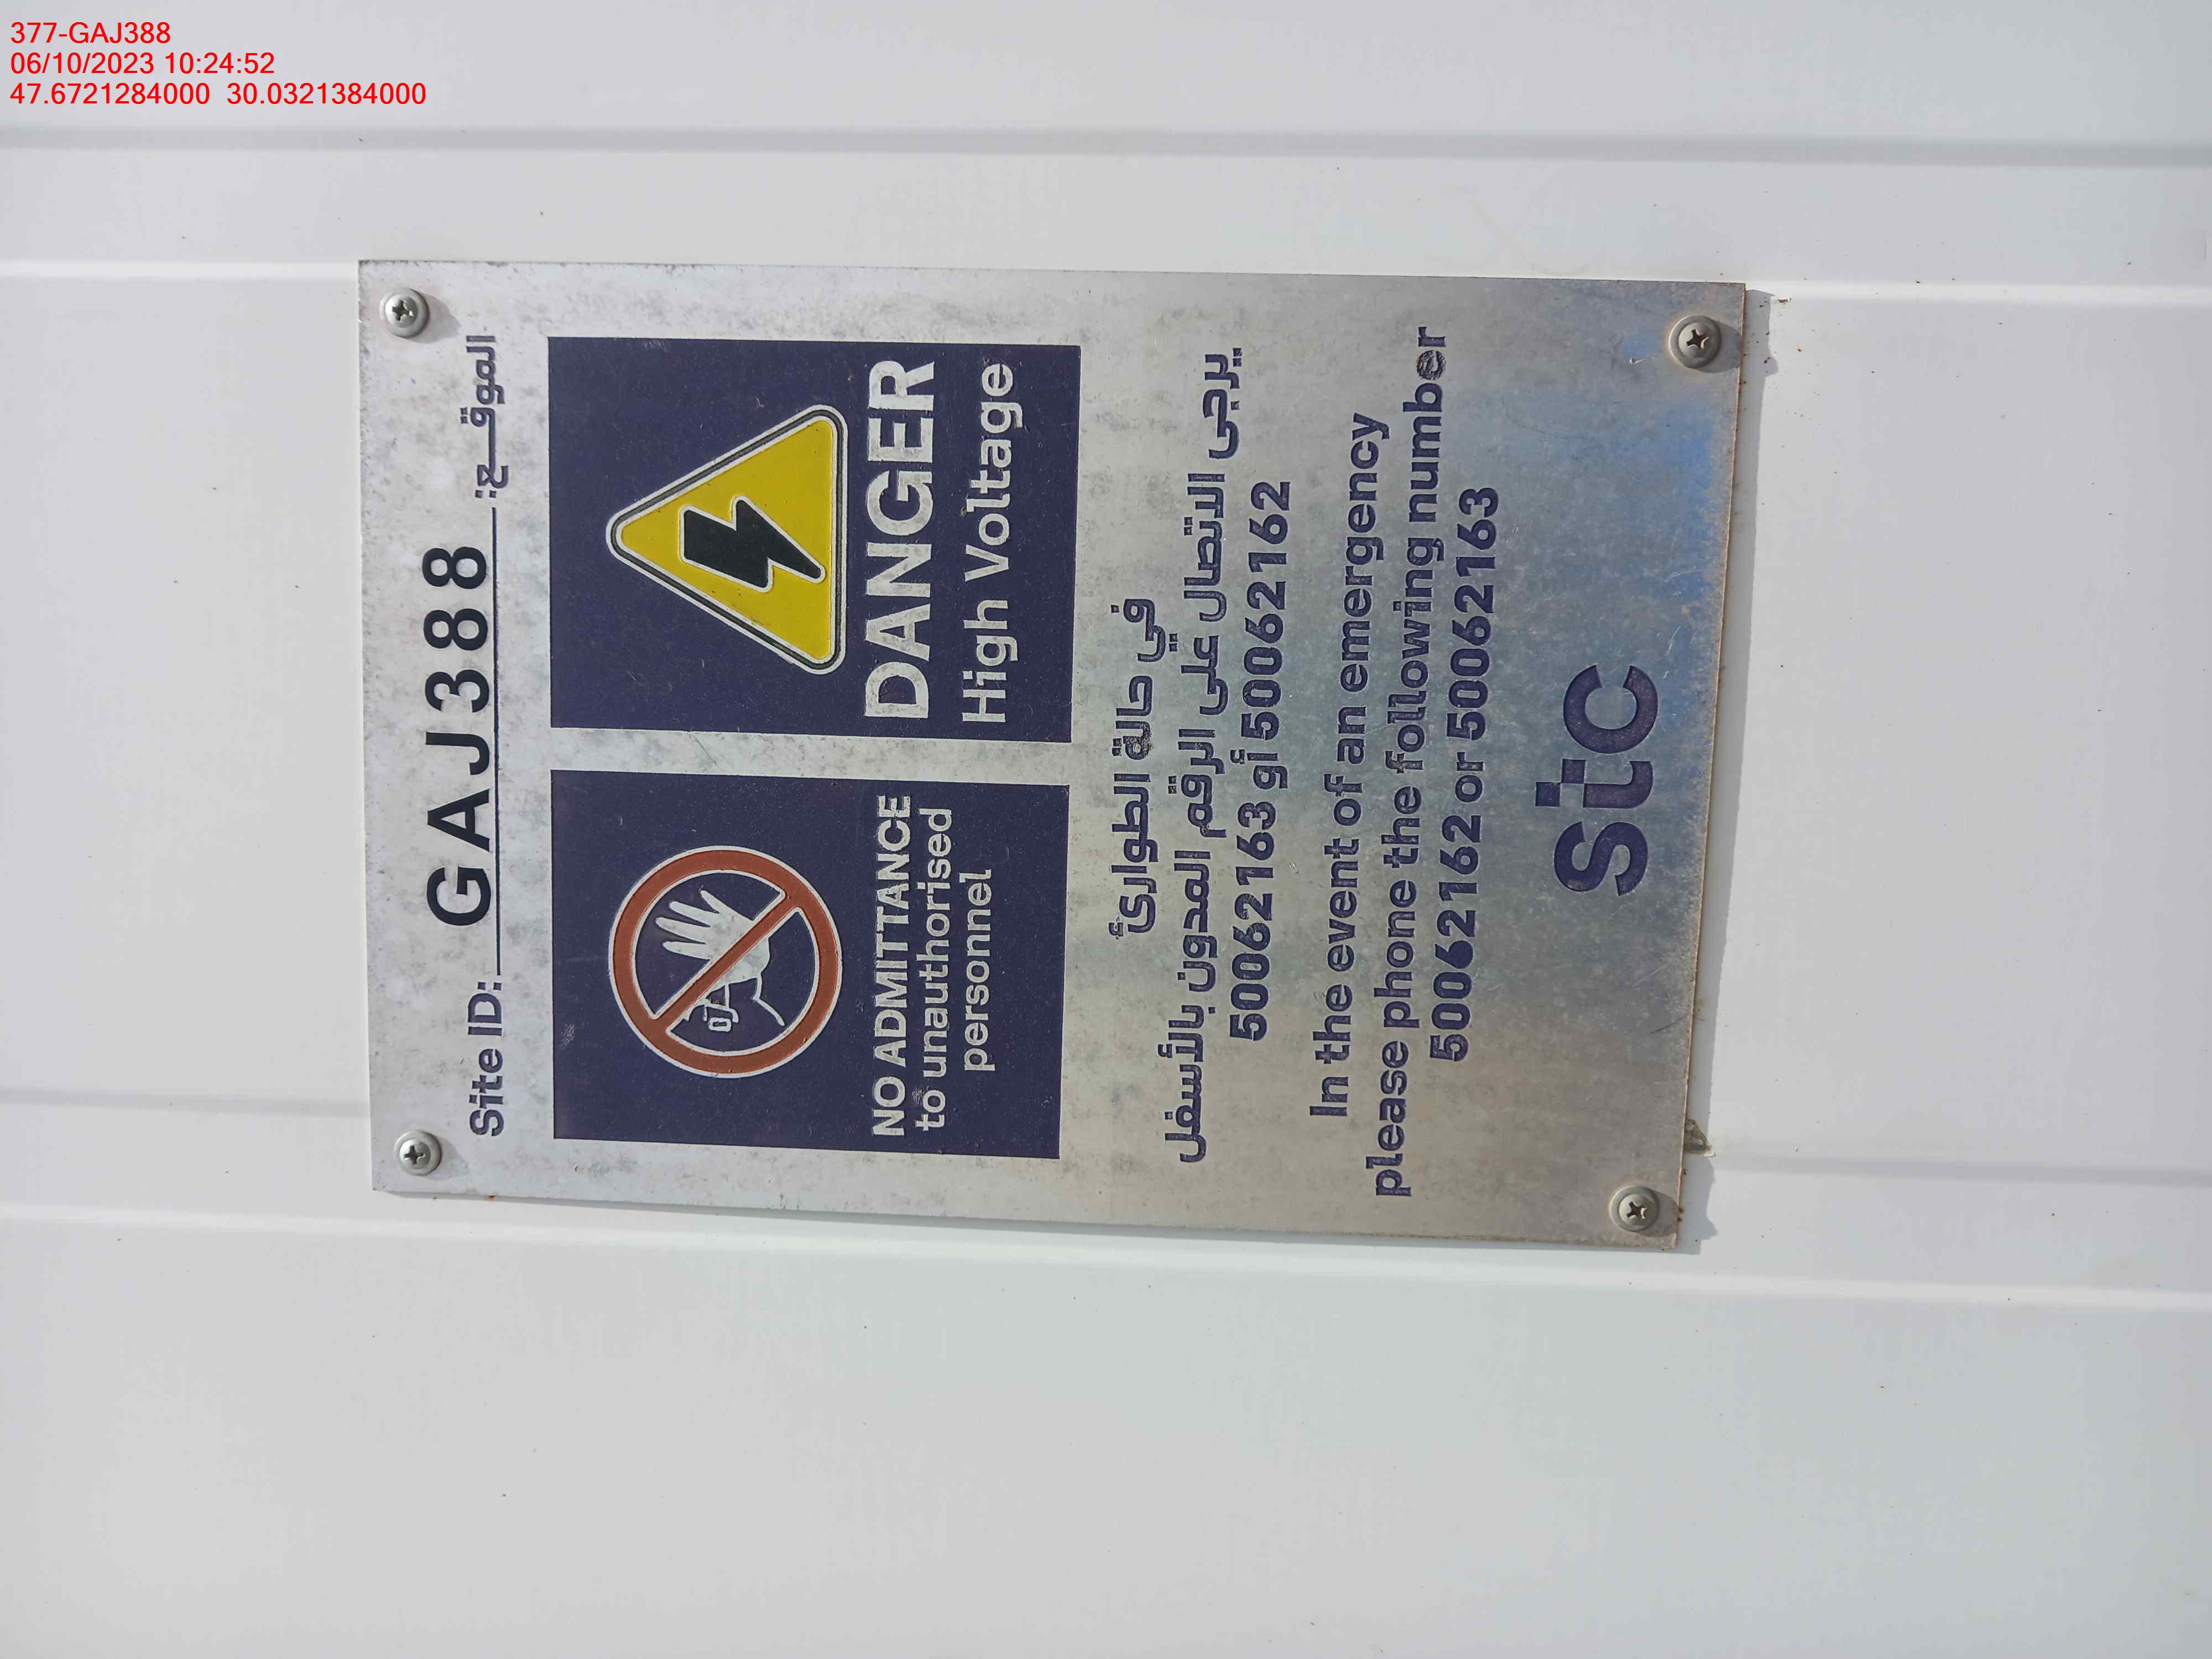 377-GAJ388
06/10/2023 10:24:52
47.6721284000 30.0321384000
Site ID: GAJ388 الموقـــع:
NO ADMITTANCE
to unauthorised
personnel
DANGER
High Voltage
في حالة الطوارئ
يرجى الاتصال على الرقم المدون بالأسفل
50062163 أو 50062162
In the event of an emergency
please phone the following number
50062162 or 50062163
stc